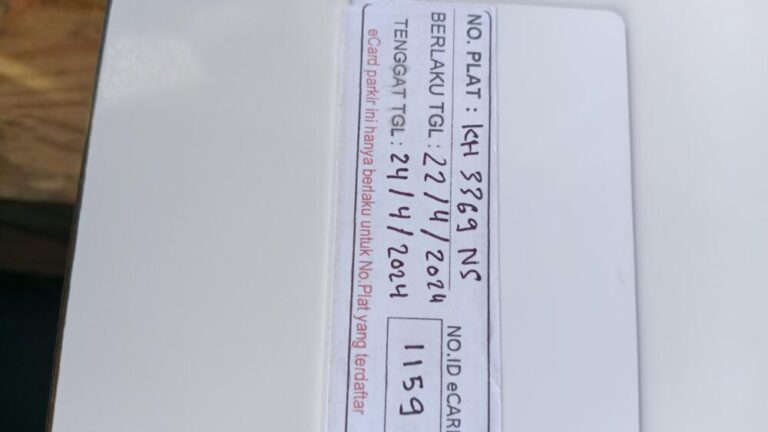 NO. PLAT : KH 3369 NS
BERLAKU TGL : 22/4/2024
TENGGAT TGL : 24/4/2024
eCard parkir ini hanya berlaku untuk No.Plat yang terdaftar
NO.ID eCARD
1159